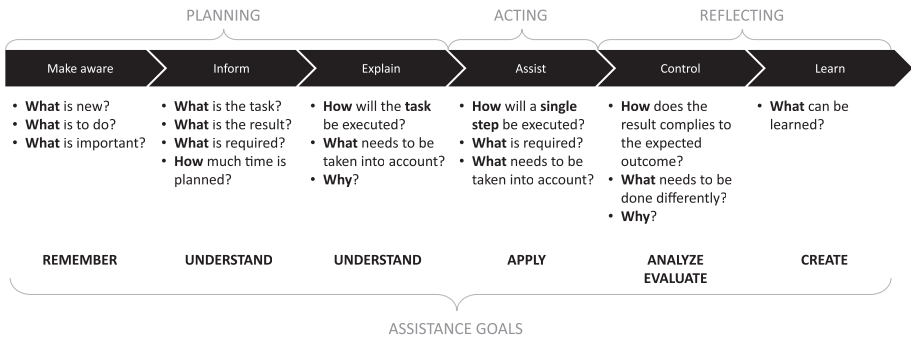 PLANNING
ACTING
REFLECTING
Make aware
Inform
Explain
Assist
Control
Learn
• What is new?
• What is to do?
• What is important?
• What is the task?
• What is the result?
• What is required?
• How much time is
planned?
• How will the task
be executed?
• What needs to be
taken into account?
• Why?
• How will a single
step be executed?
• What is required?
• What needs to be
taken into account?
• How does the
result complies to
the expected
outcome?
• What needs to be
done differently?
• Why?
• What can be
learned?
REMEMBER
UNDERSTAND
UNDERSTAND
APPLY
ANALYZE
EVALUATE
CREATE
ASSISTANCE GOALS